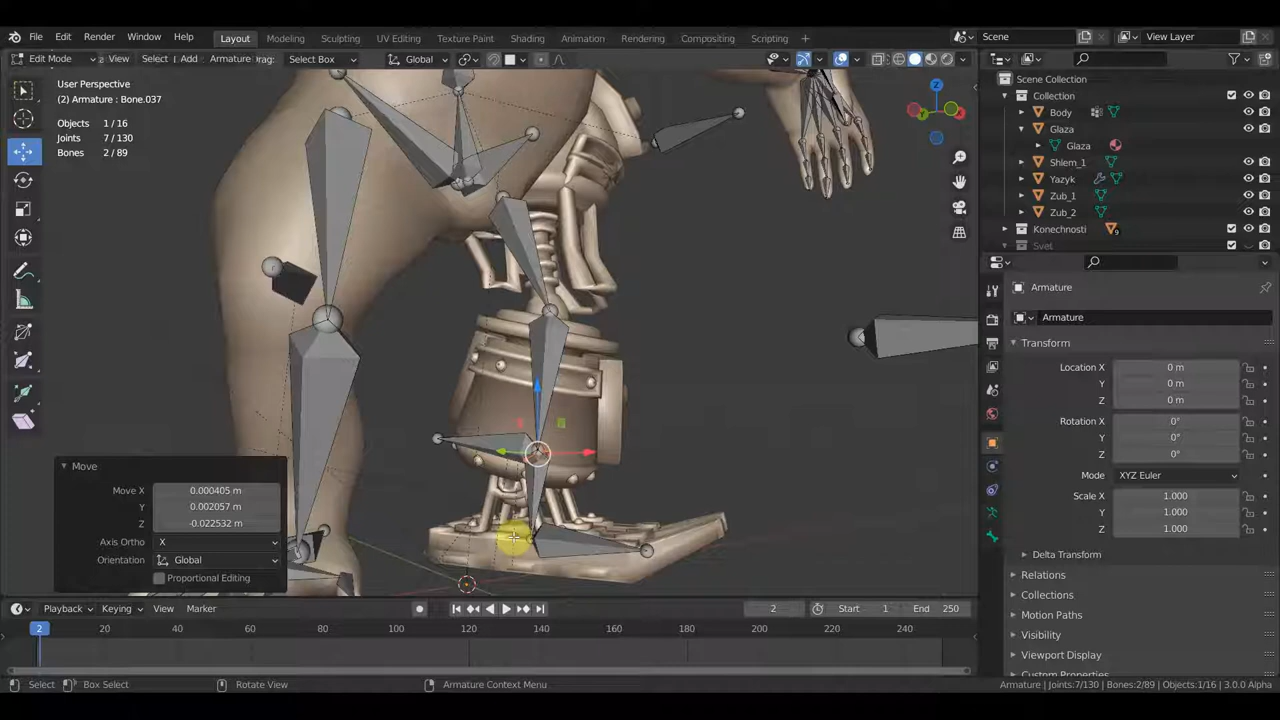 File Edit Render Window Help Layout Modeling Sculpting UV Editing Texture Paint Shading Animation Rendering Compositing Scripting + Scene View Layer
Edit Mode View Select Add Armature Drag: Select Box Global
User Perspective
(2) Armature : Bone.037
Objects 1/16
Joints 7/130
Bones 2/89
Z
Scene Collection
Collection
Body
Glaza
Glaza
Shlem_1
Yazyk
Zub_1
Zub_2
Konechnosti 9
Svet
Armature
Armature
Transform
Location X 0 m
Y 0 m
Z 0 m
Rotation X 0°
Y 0°
Z 0°
Mode XYZ Euler
Scale X 1.000
Y 1.000
Z 1.000
Delta Transform
Relations
Collections
Instancing
Motion Paths
Visibility
Viewport Display
Custom Properties
Move
Move X 0.000405 m
Y 0.002057 m
Z -0.022532 m
Axis Ortho X
Orientation Global
Proportional Editing
Playback Keying View Marker 2 Start 1 End 250
2 20 40 60 80 100 120 140 160 180 200 220 240
Select Box Select Rotate View Armature Context Menu Armature | Joints:7/130 | Bones:2/89 | Objects:1/16 | 3.0.0 Alpha